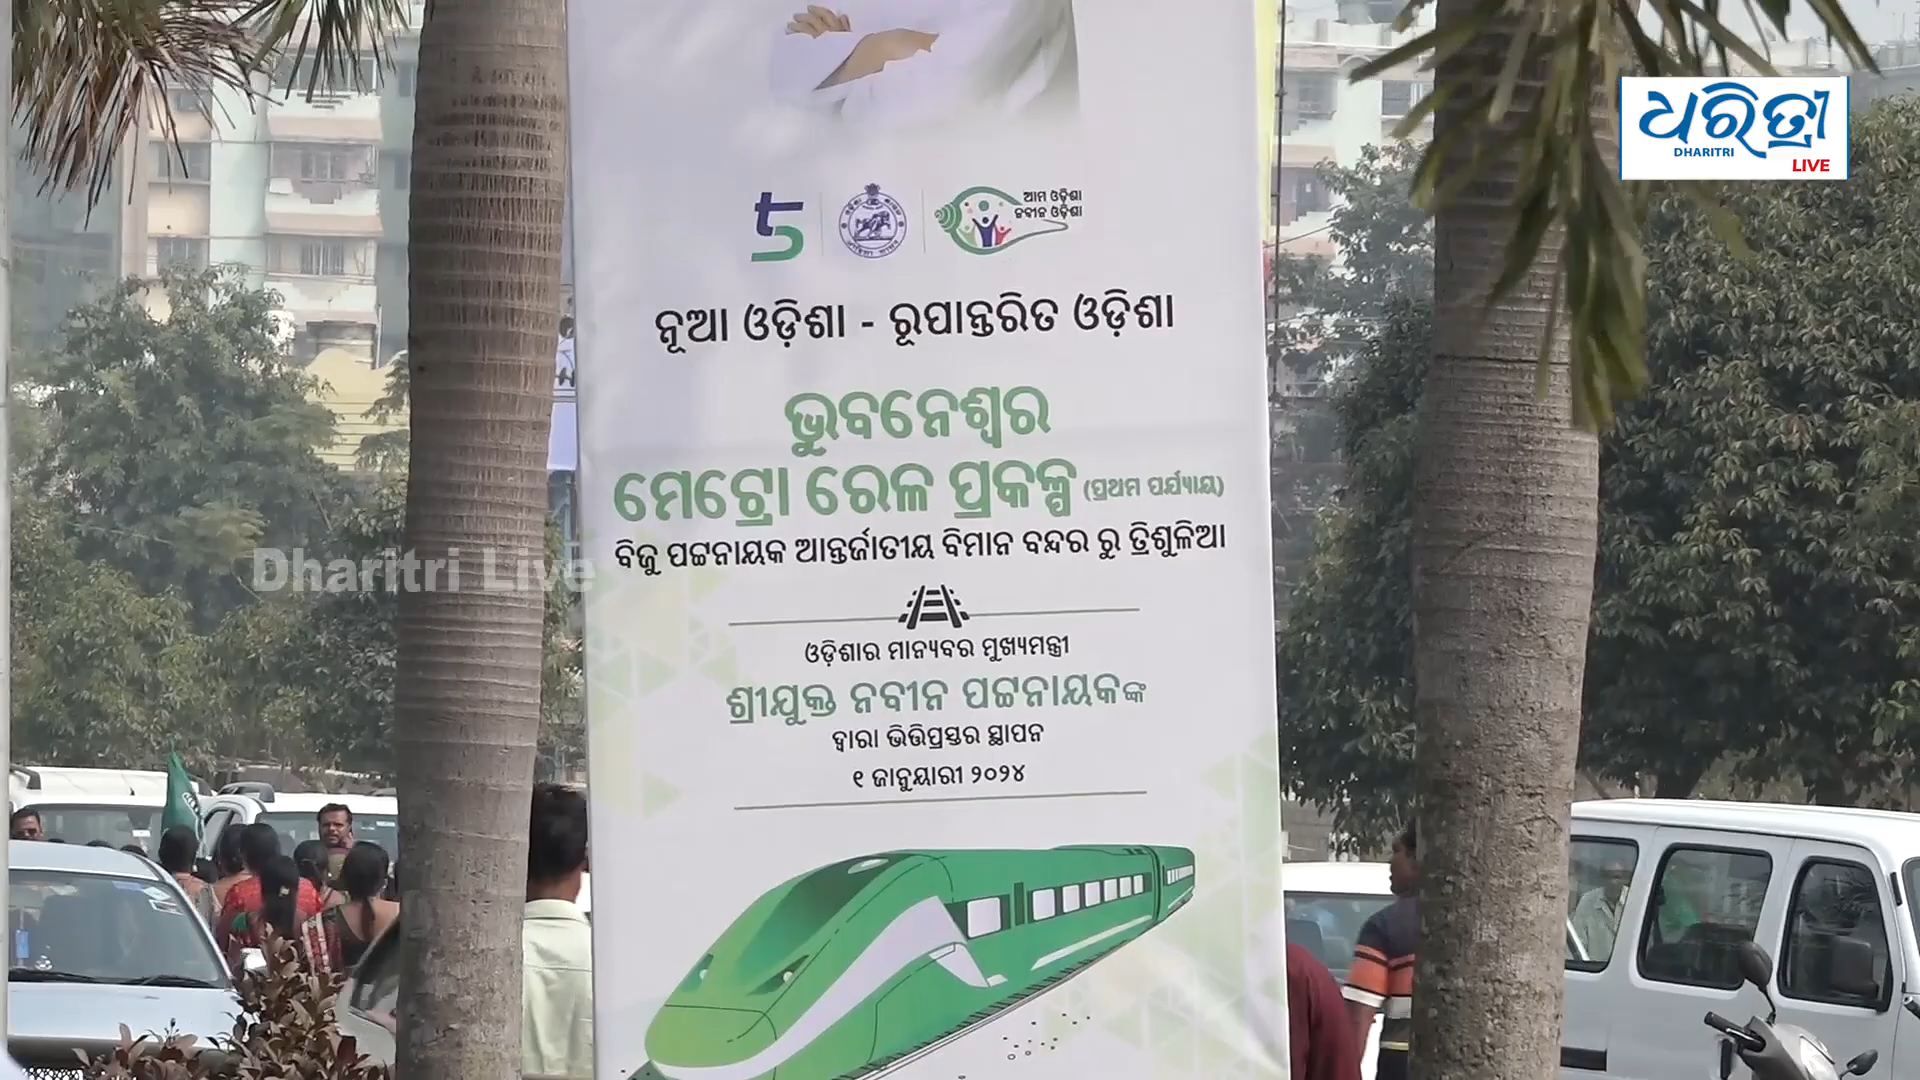 ଧରିତ୍ରୀ
DHARITRI
LIVE
5
ଆମ ଓଡ଼ିଶା
ନବୀନ ଓଡ଼ିଶା
ନୂଆ ଓଡ଼ିଶା - ରୂପାନ୍ତରିତ ଓଡ଼ିଶା
ଭୁବନେଶ୍ୱର
ମେଟ୍ରୋ ରେଳ ପ୍ରକଳ୍ପ (ପ୍ରଥମ ପର୍ଯ୍ୟାୟ)
ବିଜୁ ପଟ୍ଟନାୟକ ଆନ୍ତର୍ଜାତୀୟ ବିମାନ ବନ୍ଦର ରୁ ତ୍ରିଶୁଳିଆ
Dharitri Live
ଓଡ଼ିଶାର ମାନ୍ୟବର ମୁଖ୍ୟମନ୍ତ୍ରୀ
ଶ୍ରୀଯୁକ୍ତ ନବୀନ ପଟ୍ଟନାୟକଙ୍କ
ଦ୍ୱାରା ଭିତ୍ତିପ୍ରସ୍ତର ସ୍ଥାପନ
୧ ଜାନୁୟାରୀ ୨୦୨୪